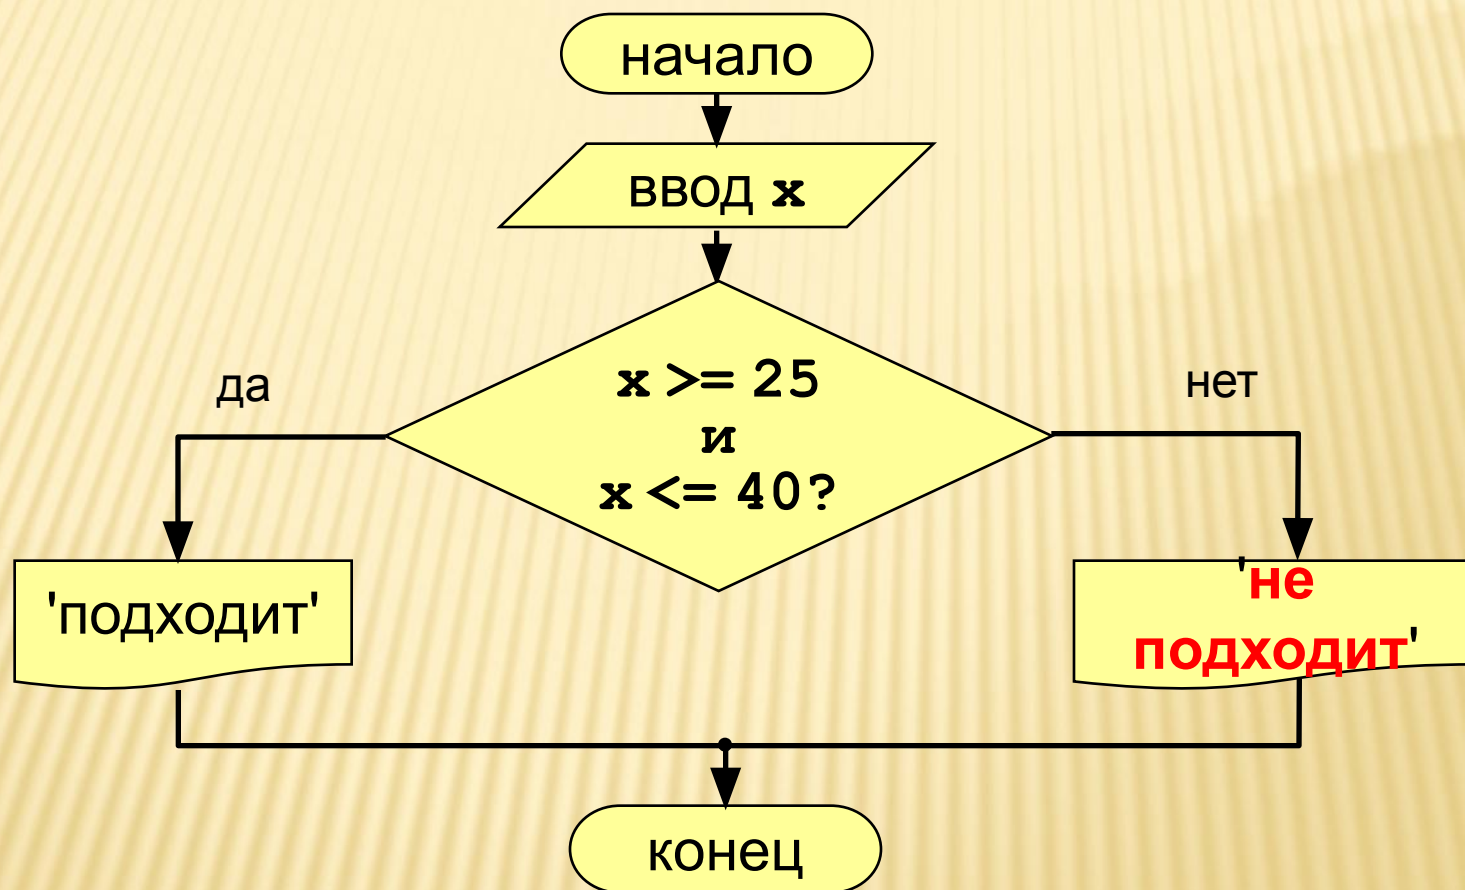 начало
ввод x
x >= 25
и
x <= 40?
да
нет
'подходит'
'не
подходит'
конец